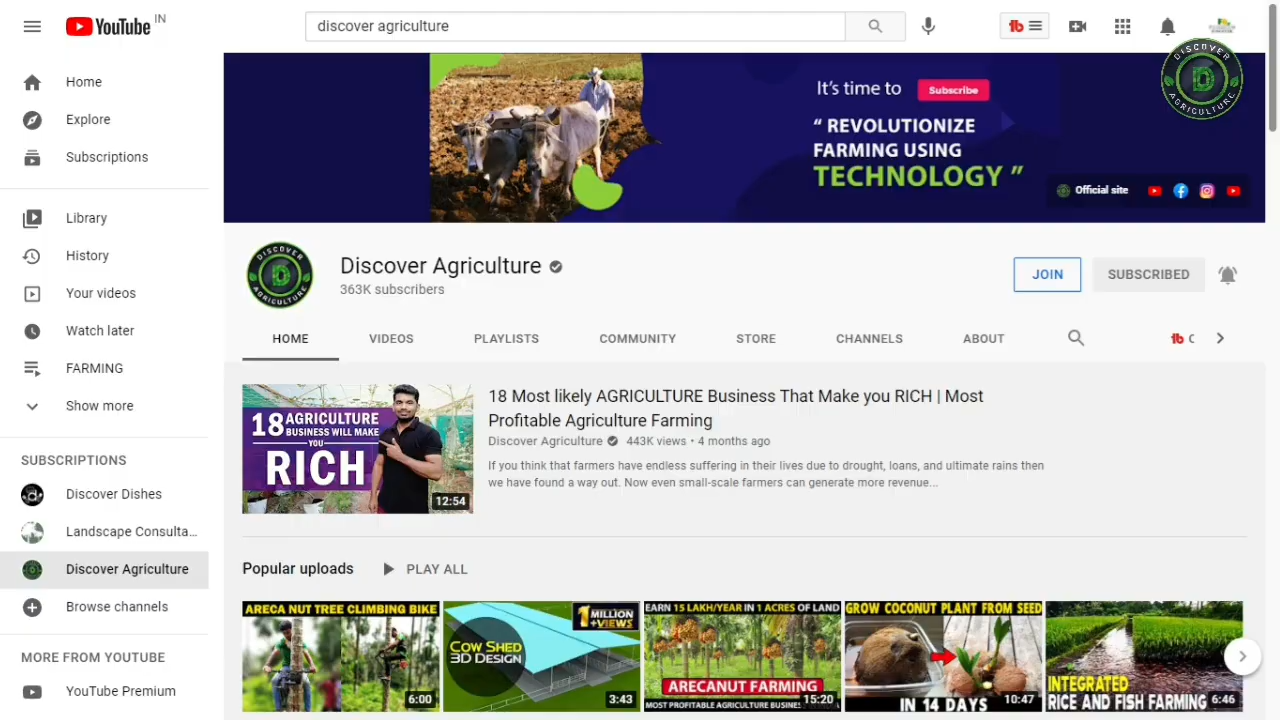 YouTube IN
discover agriculture
Home
Explore
Subscriptions
Library
History
Your videos
Watch later
FARMING
Show more
SUBSCRIPTIONS
Discover Dishes
Landscape Consulta...
Discover Agriculture
Browse channels
MORE FROM YOUTUBE
YouTube Premium
It's time to Subscribe
“ REVOLUTIONIZE
FARMING USING
TECHNOLOGY ”
Official site
DISCOVER
D
AGRICULTURE
DISCOVER
D
AGRICULTURE
Discover Agriculture
363K subscribers
JOIN
SUBSCRIBED
HOME
VIDEOS
PLAYLISTS
COMMUNITY
STORE
CHANNELS
ABOUT
18 AGRICULTURE
BUSINESS WILL MAKE
YOU
RICH
12:54
18 Most likely AGRICULTURE Business That Make you RICH | Most
Profitable Agriculture Farming
Discover Agriculture 443K views • 4 months ago
If you think that farmers have endless suffering in their lives due to drought, loans, and ultimate rains then
we have found a way out. Now even small-scale farmers can generate more revenue...
Popular uploads
PLAY ALL
ARECA NUT TREE CLIMBING BIKE
6:00
1 MILLION
+VIEWS
COW SHED
3D DESIGN
3:43
EARN 15 LAKH/YEAR IN 1 ACRES OF LAND
ARECANUT FARMING
MOST PROFITABLE AGRICULTURE BUSINES
15:20
GROW COCONUT PLANT FROM SEED
IN 14 DAYS
10:47
INTEGRATED
RICE AND FISH FARMING
6:46